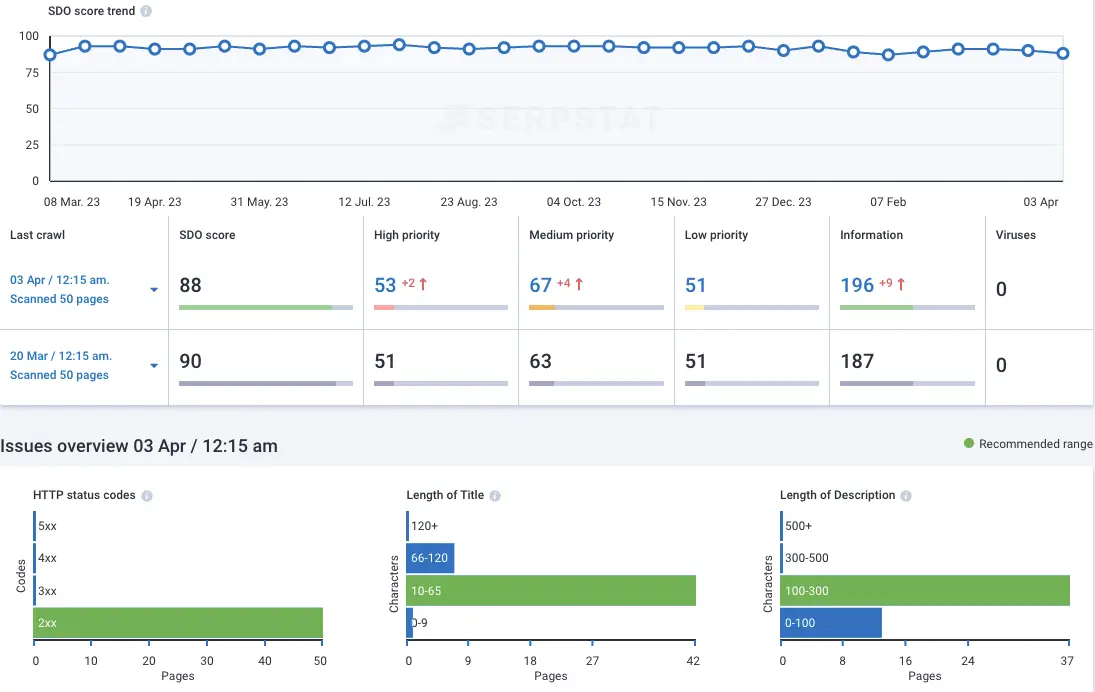 SDO score trend
100
75
50
25
0
SERPSTAT
08 Mar. 23 19 Apr. 23 31 May. 23 12 Jul. 23 23 Aug. 23 04 Oct. 23 15 Nov. 23 27 Dec. 23 07 Feb 03 Apr
Last crawl SDO score High priority Medium priority Low priority Information Viruses
03 Apr / 12:15 am.
Scanned 50 pages
88 53 +2 67 +4 51 196 +9 0
20 Mar / 12:15 am.
Scanned 50 pages
90 51 63 51 187 0
Issues overview 03 Apr / 12:15 am
Recommended range
HTTP status codes
Codes
5xx
4xx
3xx
2xx
0 10 20 30 40 50
Pages
Length of Title
Characters
120+
66-120
10-65
0-9
0 9 18 27 42
Pages
Length of Description
Characters
500+
300-500
100-300
0-100
0 8 16 24 37
Pages